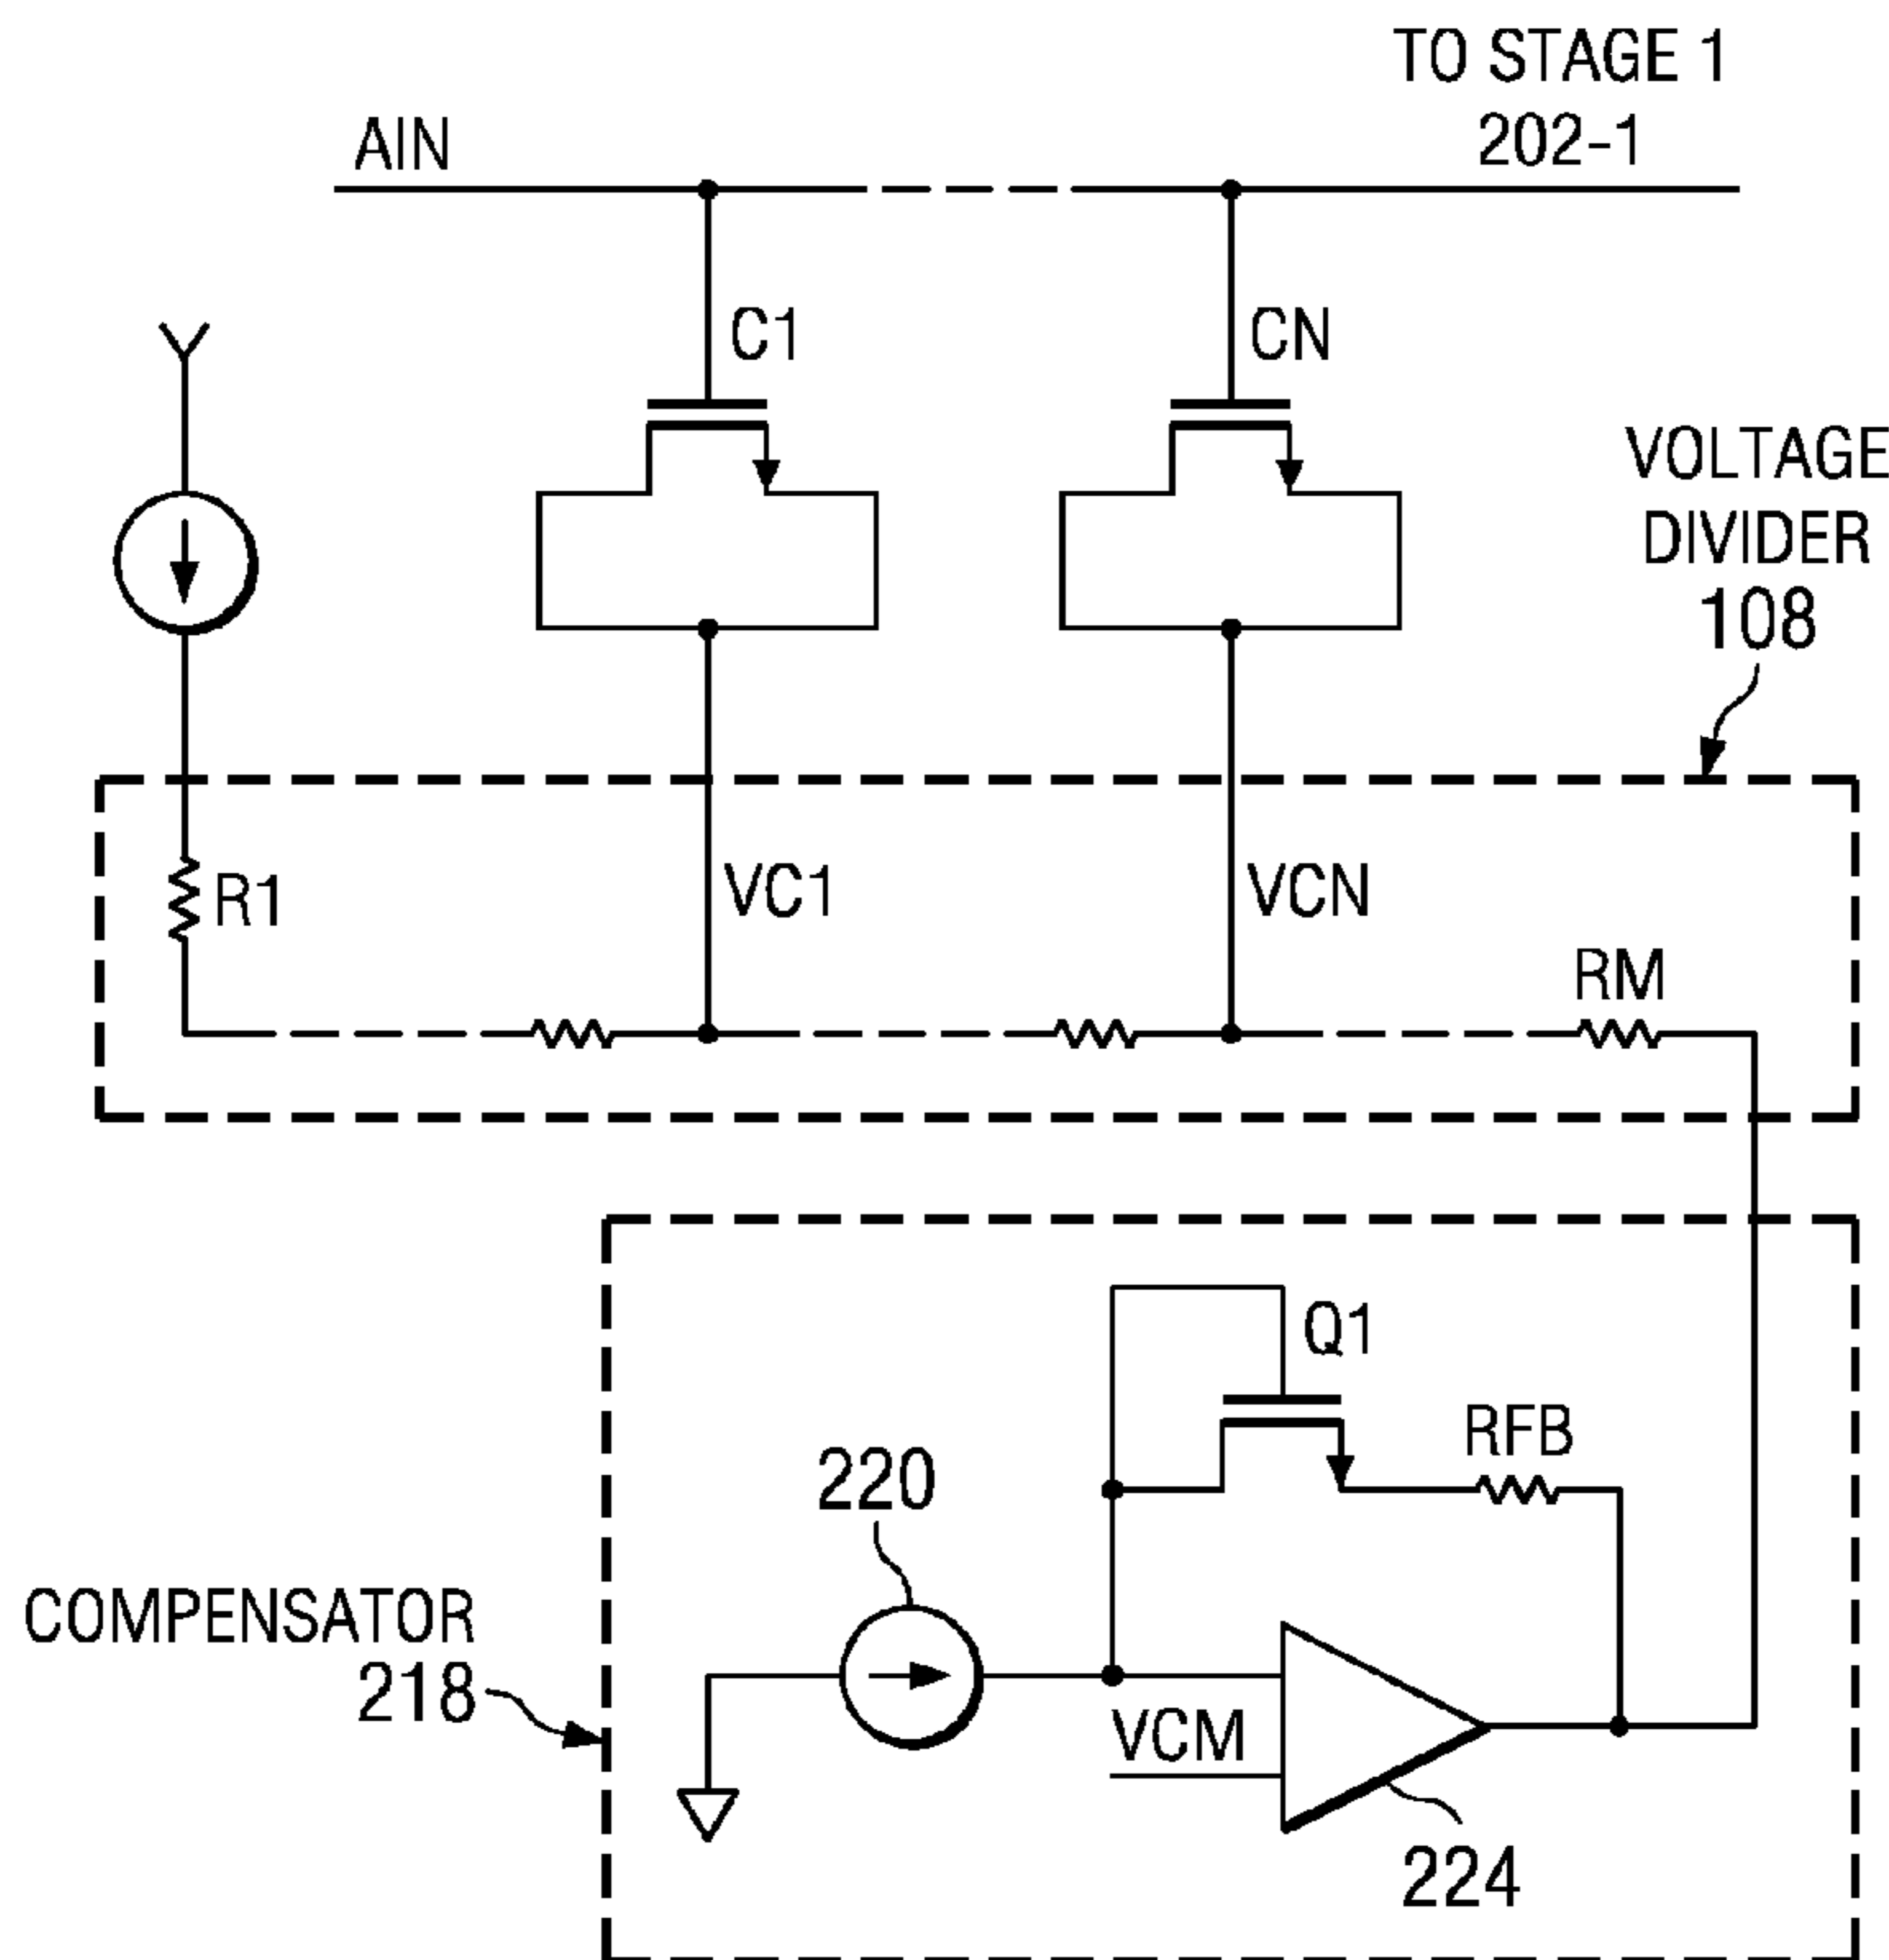 TO STAGE 1
202-1
AIN
C1
CN
VOLTAGE
DIVIDER
108
R1
VC1
VCN
RM
Q1
RFB
220
COMPENSATOR
218
VCM
224